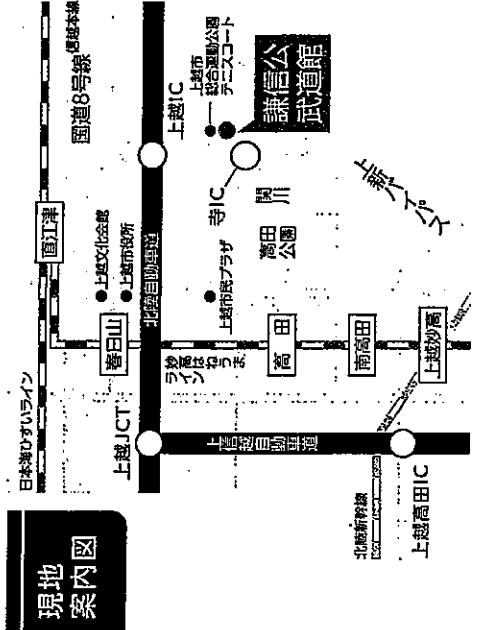 現地
案内図
日本海ひすいライン
直江津
信越本線
国道8号線
上越文化会館
上越市役所
春日山
上越JCT
北陸自動車道
上越IC
上越市
総合運動公園
テニスコート
謙信公
武道館
寺IC
関川
上越市民プラザ
高田
公園
妙高はねうま
ライン
高田
南高田
上越妙高
上新バイパス
上信越自動車道
北陸新幹線
上越高田IC